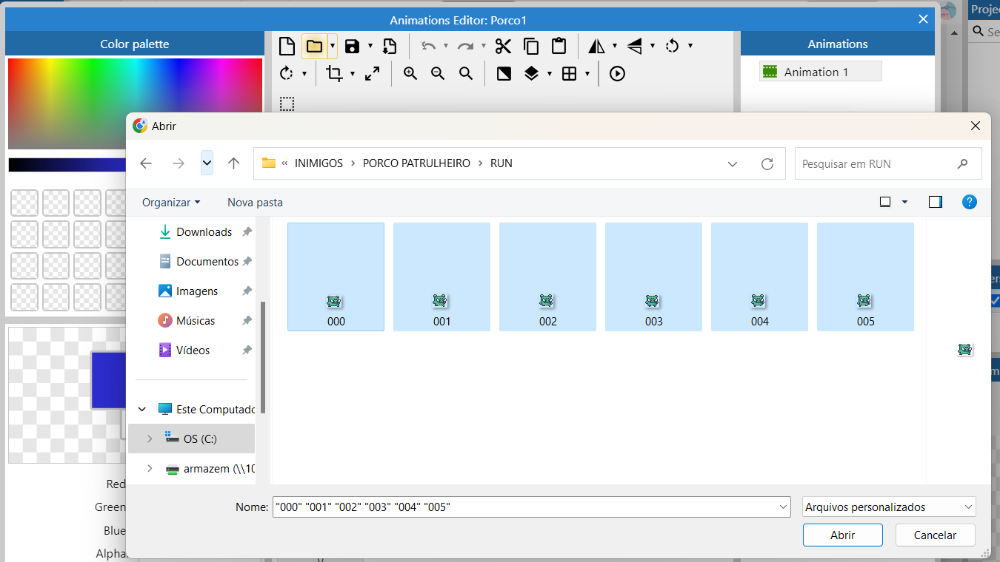 Animations Editor: Porco1
Projec
Color palette
Animations
Se
Animation 1
Abrir
« INIMIGOS > PORCO PATRULHEIRO > RUN
Pesquisar em RUN
Organizar
Nova pasta
Downloads
Documentos
Imagens
Músicas
Vídeos
Este Computado
OS (C:)
armazem (\\10
000
001
002
003
004
005
Red
Green
Blue
Alpha
Nome: "000" "001" "002" "003" "004" "005"
Arquivos personalizados
Abrir
Cancelar